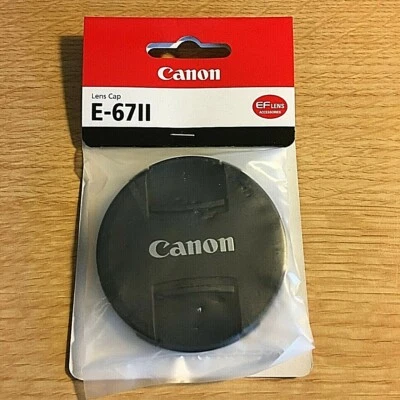 Canon
Lens Cap
E-67II
EF LENS
ACCESSORIES
Canon